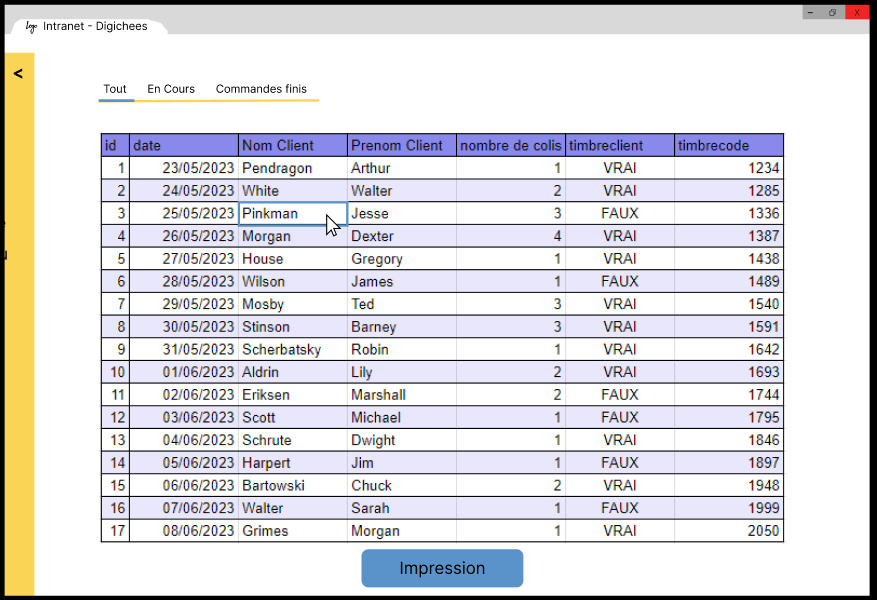 logo Intranet - Digichees
< 
Tout En Cours Commandes finis
id date Nom Client Prenom Client nombre de colis timbreclient timbrecode
1 23/05/2023 Pendragon Arthur 1 VRAI 1234
2 24/05/2023 White Walter 2 VRAI 1285
3 25/05/2023 Pinkman Jesse 3 FAUX 1336
4 26/05/2023 Morgan Dexter 4 VRAI 1387
5 27/05/2023 House Gregory 1 VRAI 1438
6 28/05/2023 Wilson James 1 FAUX 1489
7 29/05/2023 Mosby Ted 3 VRAI 1540
8 30/05/2023 Stinson Barney 3 VRAI 1591
9 31/05/2023 Scherbatsky Robin 1 VRAI 1642
10 01/06/2023 Aldrin Lily 2 VRAI 1693
11 02/06/2023 Eriksen Marshall 2 FAUX 1744
12 03/06/2023 Scott Michael 1 FAUX 1795
13 04/06/2023 Schrute Dwight 1 VRAI 1846
14 05/06/2023 Harpert Jim 1 FAUX 1897
15 06/06/2023 Bartowski Chuck 2 VRAI 1948
16 07/06/2023 Walter Sarah 1 FAUX 1999
17 08/06/2023 Grimes Morgan 1 VRAI 2050
Impression